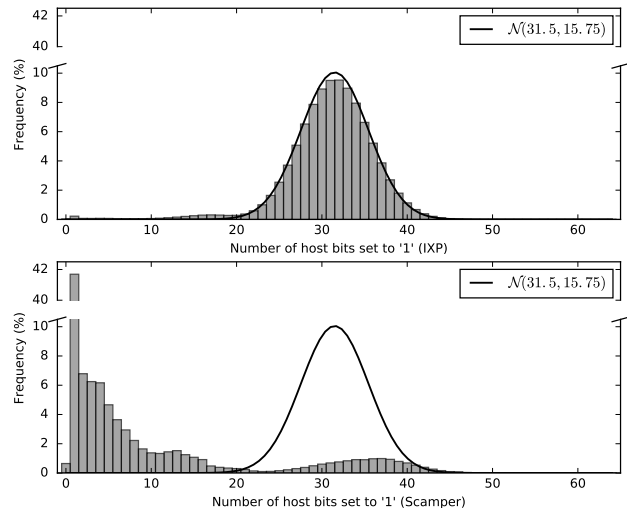 42
40
10
8
6
4
2
0
Frequency (%)
𝒩(31.5, 15.75)
0 10 20 30 40 50 60
Number of host bits set to '1' (IXP)
42
40
10
8
6
4
2
0
Frequency (%)
𝒩(31.5, 15.75)
0 10 20 30 40 50 60
Number of host bits set to '1' (Scamper)